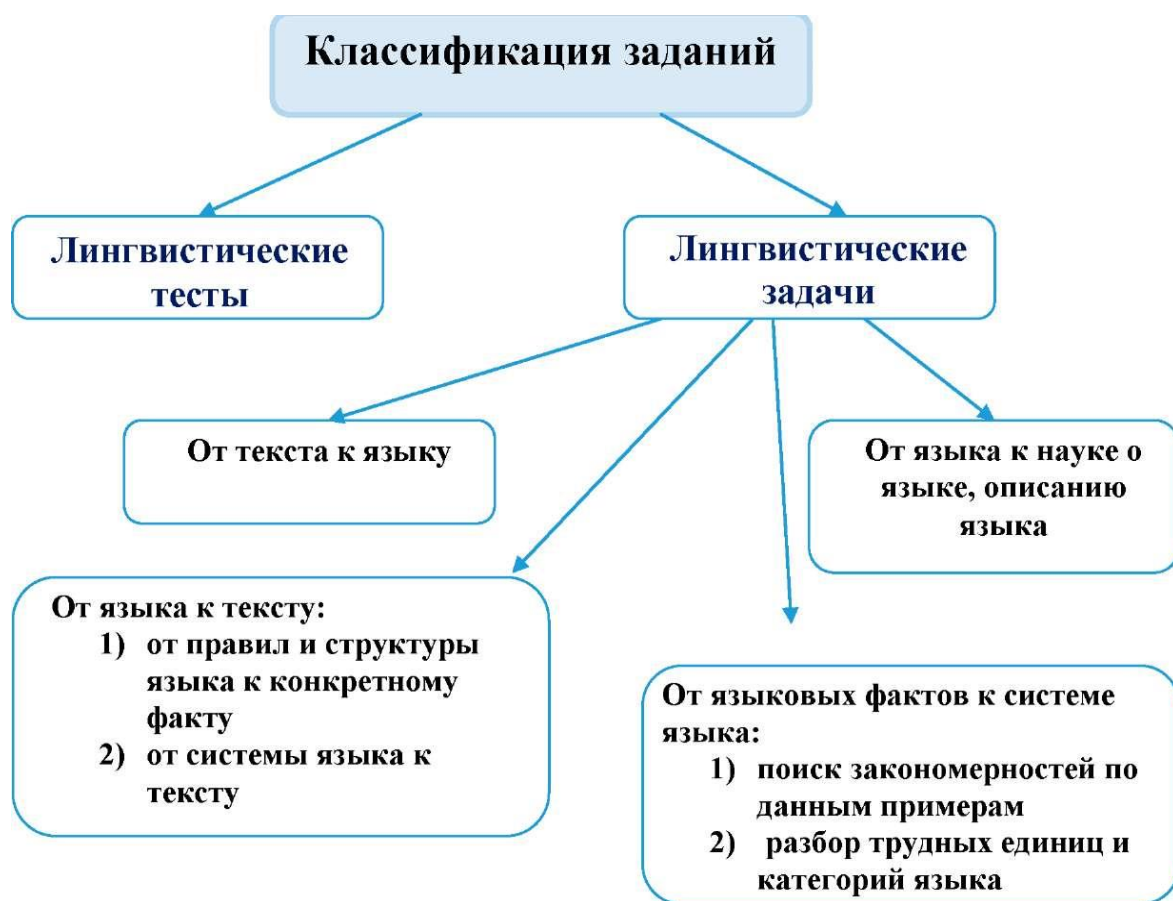 Классификация заданий
Лингвистические
тесты
Лингвистические
задачи
От текста к языку
От языка к науке о
языке, описанию
языка
От языка к тексту:
1) от правил и структуры
языка к конкретному
факту
2) от системы языка к
тексту
От языковых фактов к системе
языка:
1) поиск закономерностей по
данным примерам
2) разбор трудных единиц и
категорий языка